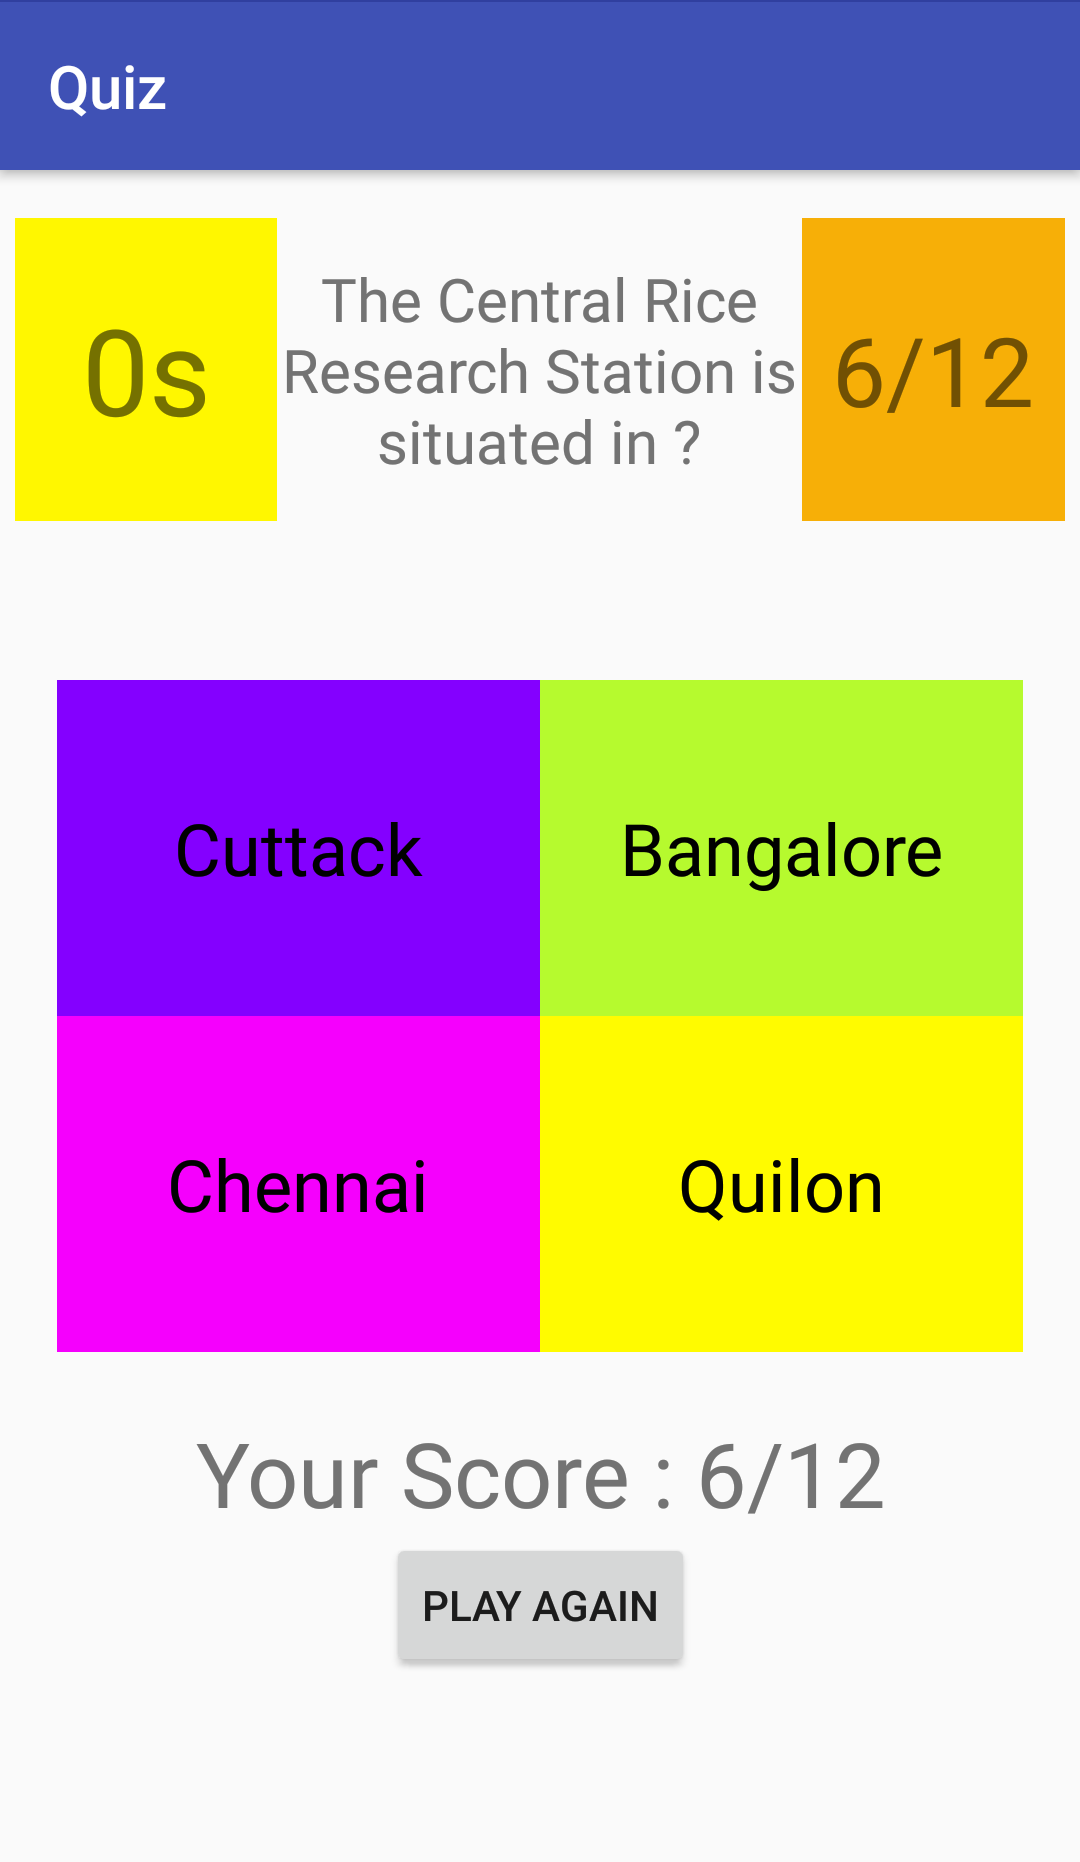 Quiz
0s
The Central Rice
Research Station is
situated in ?
6/12
Cuttack
Bangalore
Chennai
Quilon
Your Score : 6/12
PLAY AGAIN